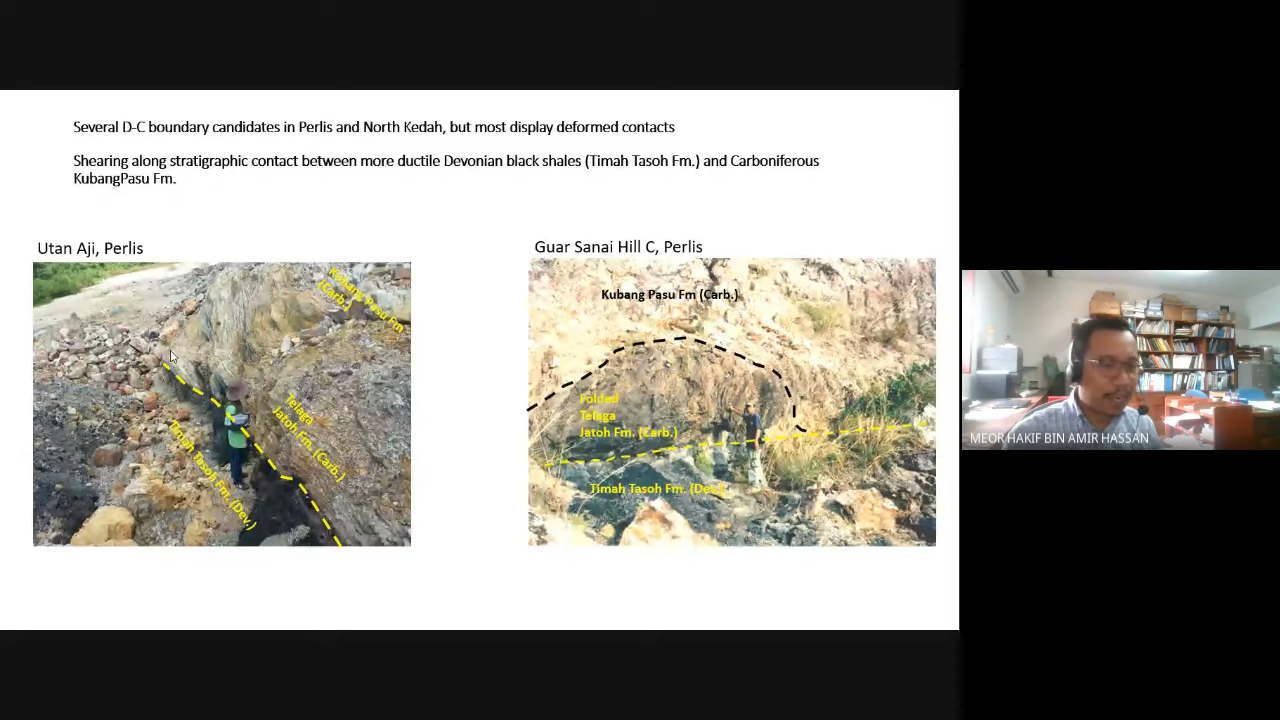 Several D-C boundary candidates in Perlis and North Kedah, but most display deformed contacts
Shearing along stratigraphic contact between more ductile Devonian black shales (Timah Tasoh Fm.) and Carboniferous
KubangPasu Fm.
Utan Aji, Perlis
Kubang Pasu Fm
(Carb.)
Telaga
Jatoh Fm. (Carb.)
Timah Tasoh Fm. (Dev.)
Guar Sanai Hill C, Perlis
Kubang Pasu Fm (Carb.)
Folded
Telaga
Jatoh Fm. (Carb.)
Timah Tasoh Fm. (Dev.)
MEOR HAKIF BIN AMIR HASSAN